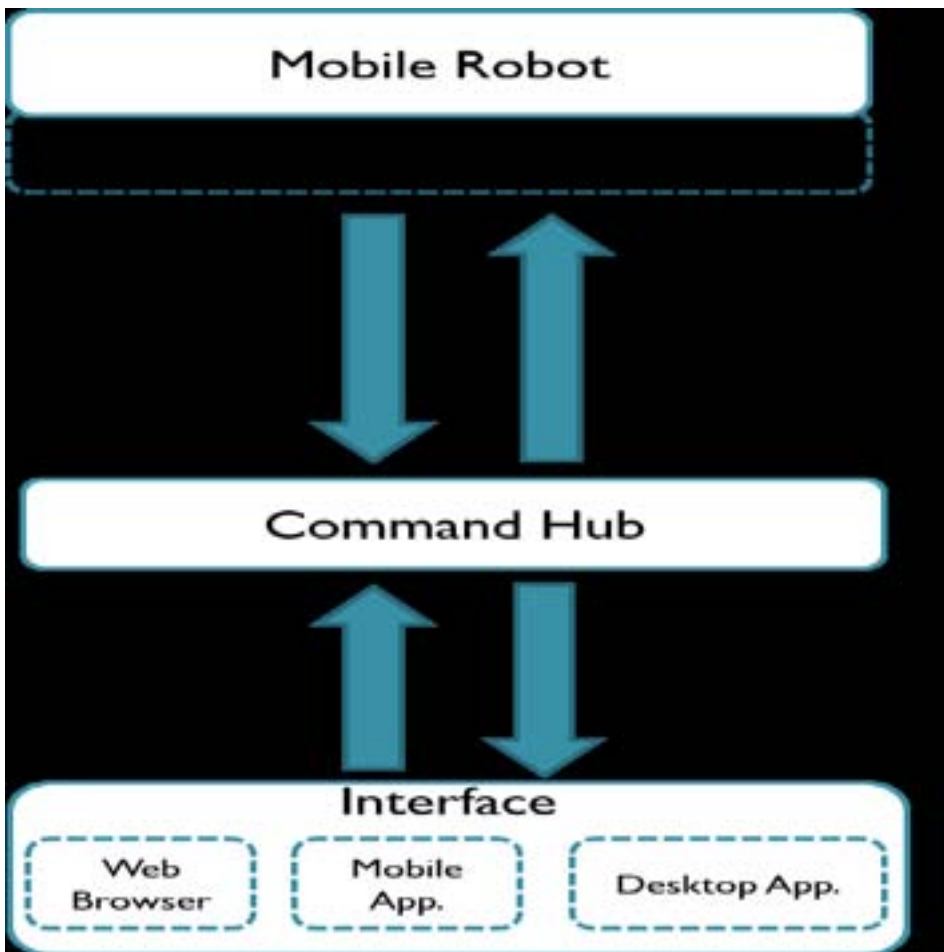 Mobile Robot
Command Hub
Interface
Web
Browser
Mobile
App.
Desktop App.